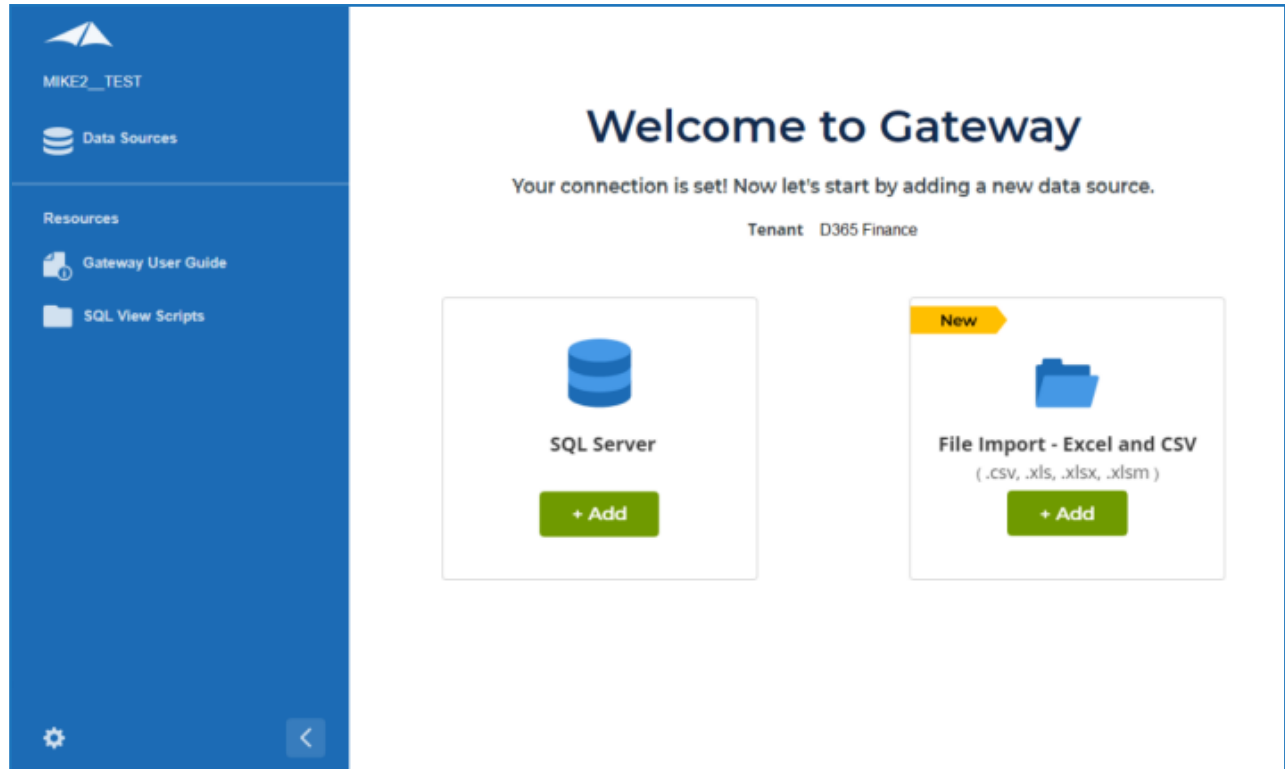 MIKE2__TEST
Data Sources
Resources
Gateway User Guide
SQL View Scripts
Welcome to Gateway
Your connection is set! Now let's start by adding a new data source.
Tenant D365 Finance
SQL Server
+ Add
New
File Import - Excel and CSV
( .csv, .xls, .xlsx, .xlsm )
+ Add